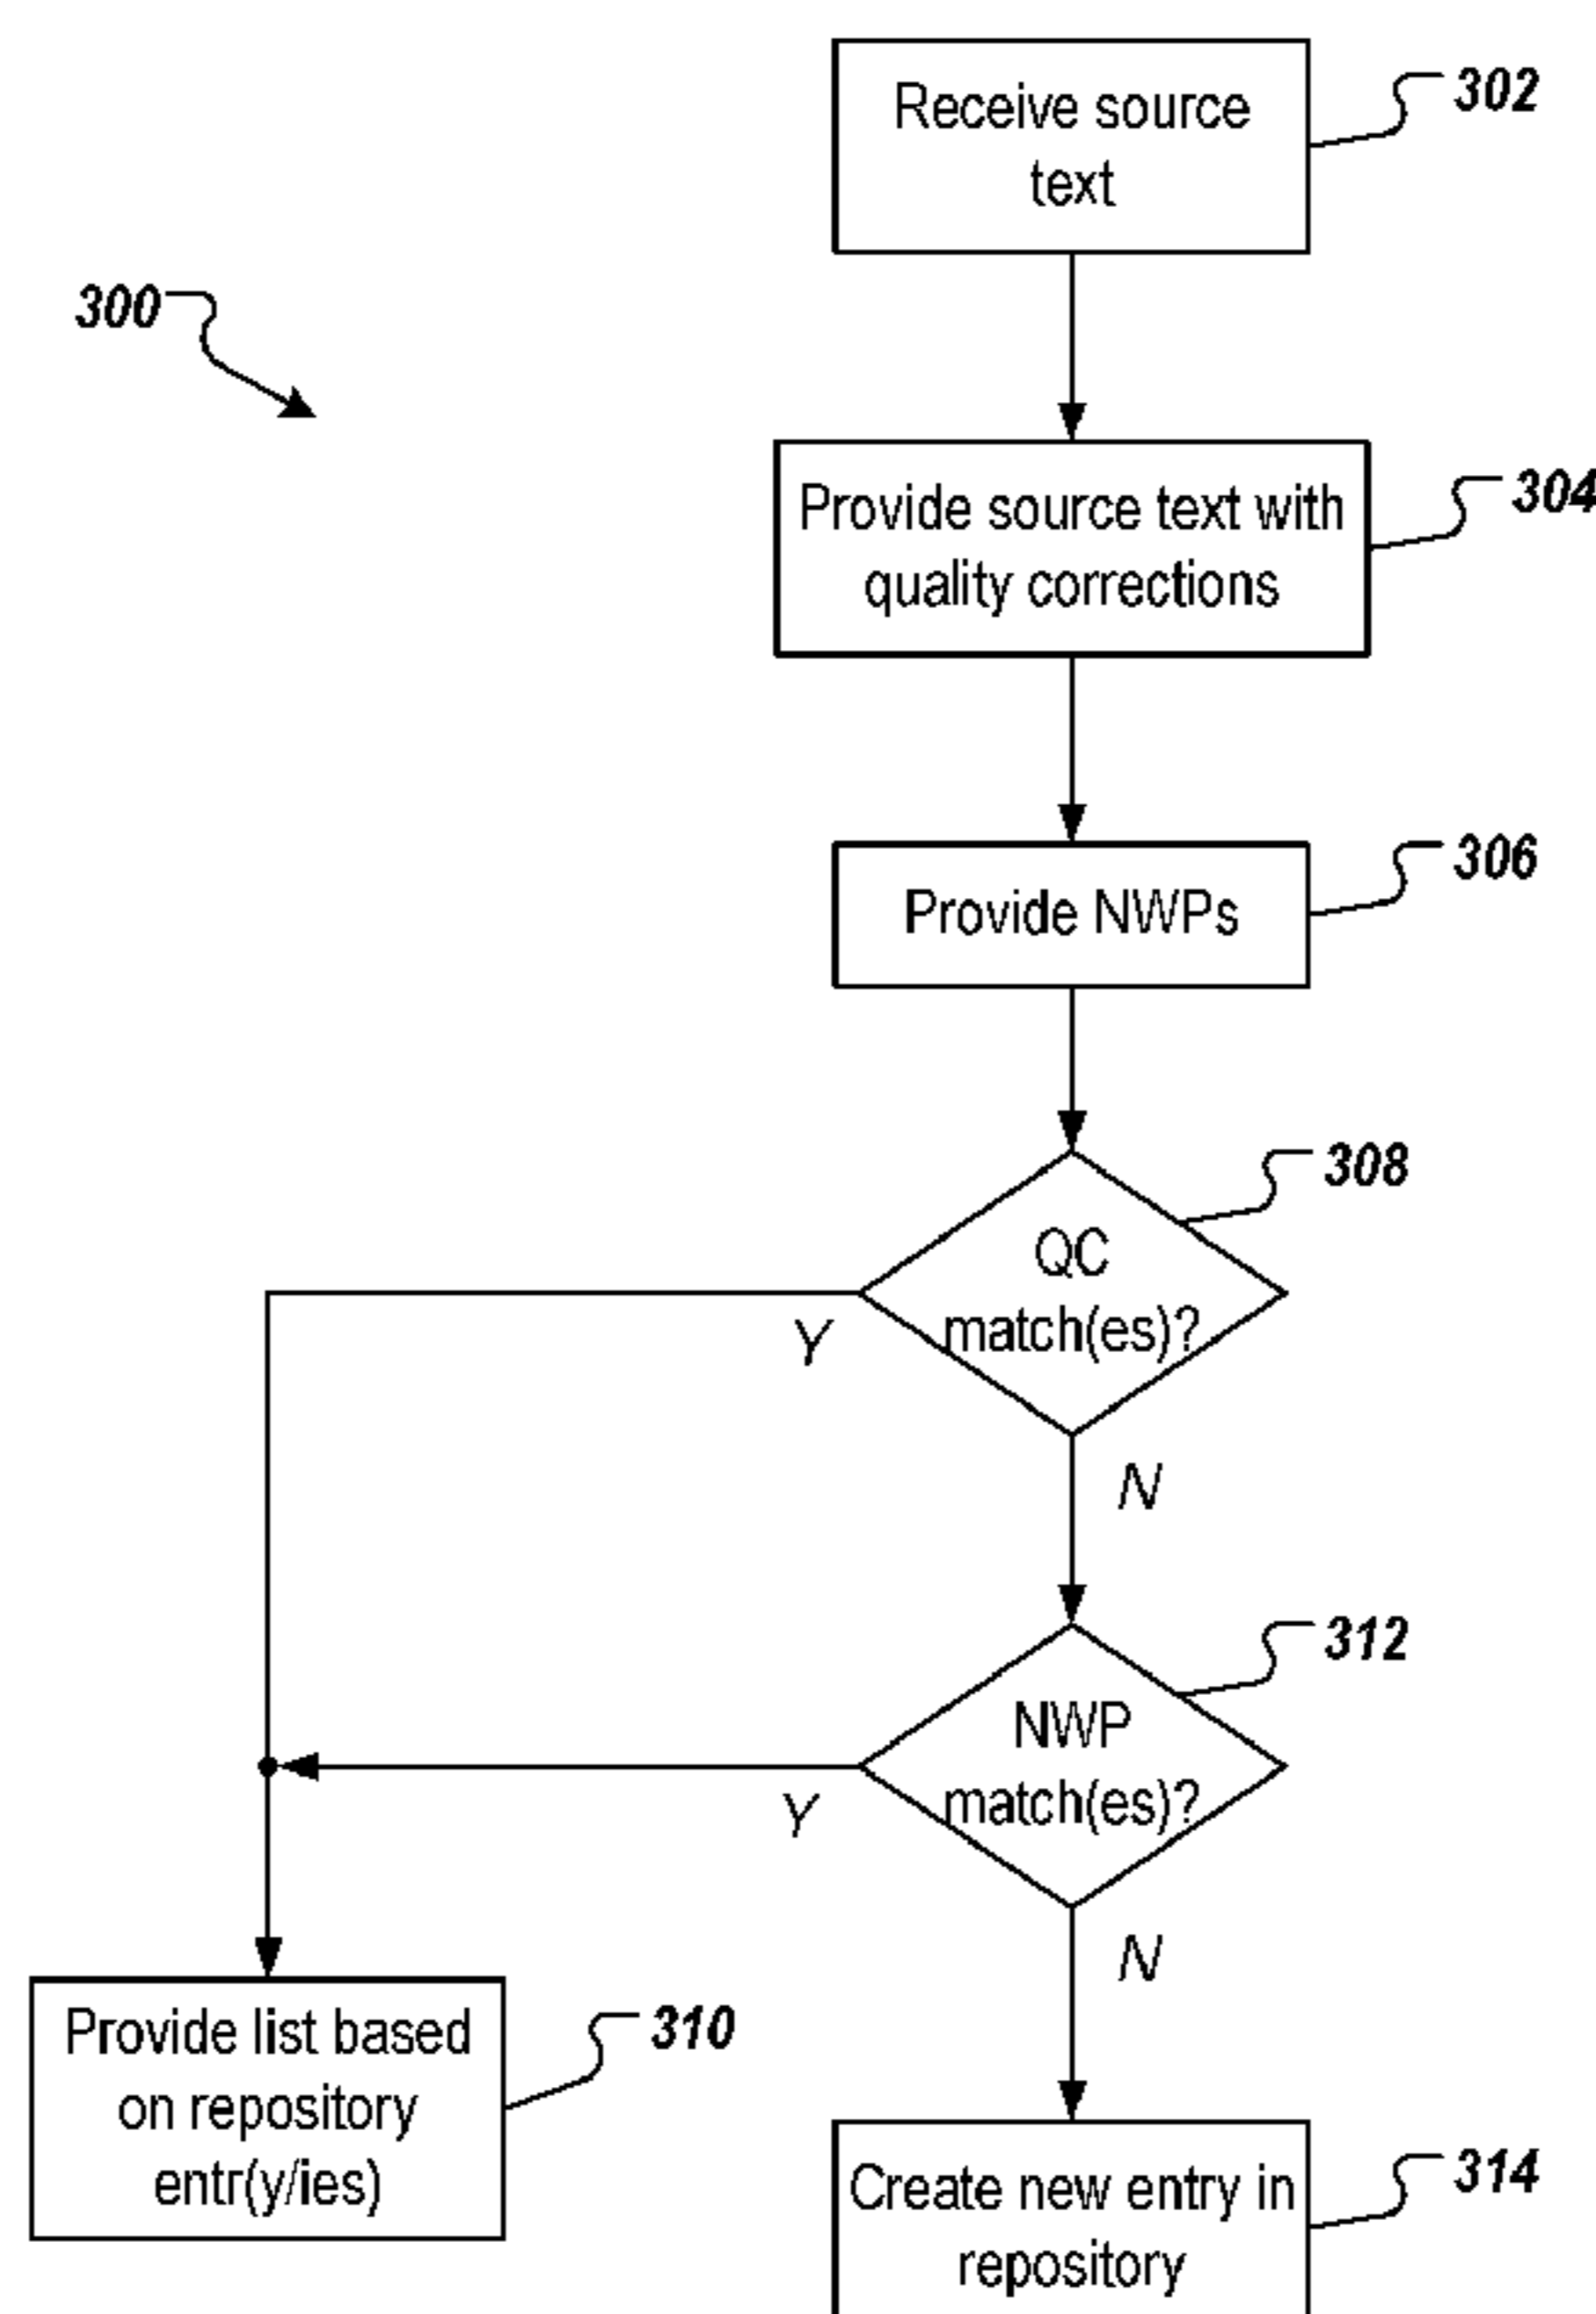 Receive source
text
302
300
Provide source text with
quality corrections
304
Provide NWPs
306
QC
match(es)?
308
Y
N
NWP
match(es)?
312
Y
N
Provide list based
on repository
entr(y/ies)
310
Create new entry in
repository
314